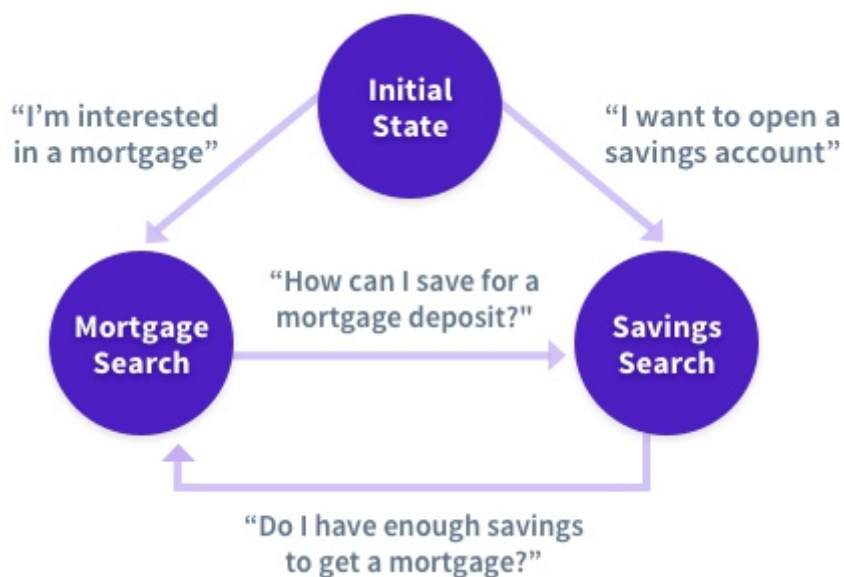 Initial
State
“I’m interested
in a mortgage”
“I want to open a
savings account”
“How can I save for a
mortgage deposit?"
Mortgage
Search
Savings
Search
“Do I have enough savings
to get a mortgage?”